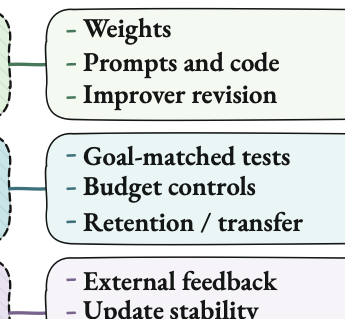 - Weights
- Prompts and code
- Improver revision
- Goal-matched tests
- Budget controls
- Retention / transfer
- External feedback
- Update stability